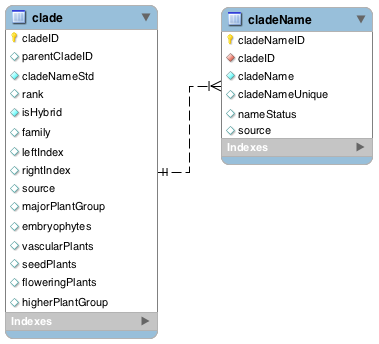 clade
cladeID
parentCladeID
cladeNameStd
rank
isHybrid
family
leftIndex
rightIndex
source
majorPlantGroup
embryophytes
vascularPlants
seedPlants
floweringPlants
higherPlantGroup
Indexes
cladeName
cladeNameID
cladeID
cladeName
cladeNameUnique
nameStatus
source
Indexes